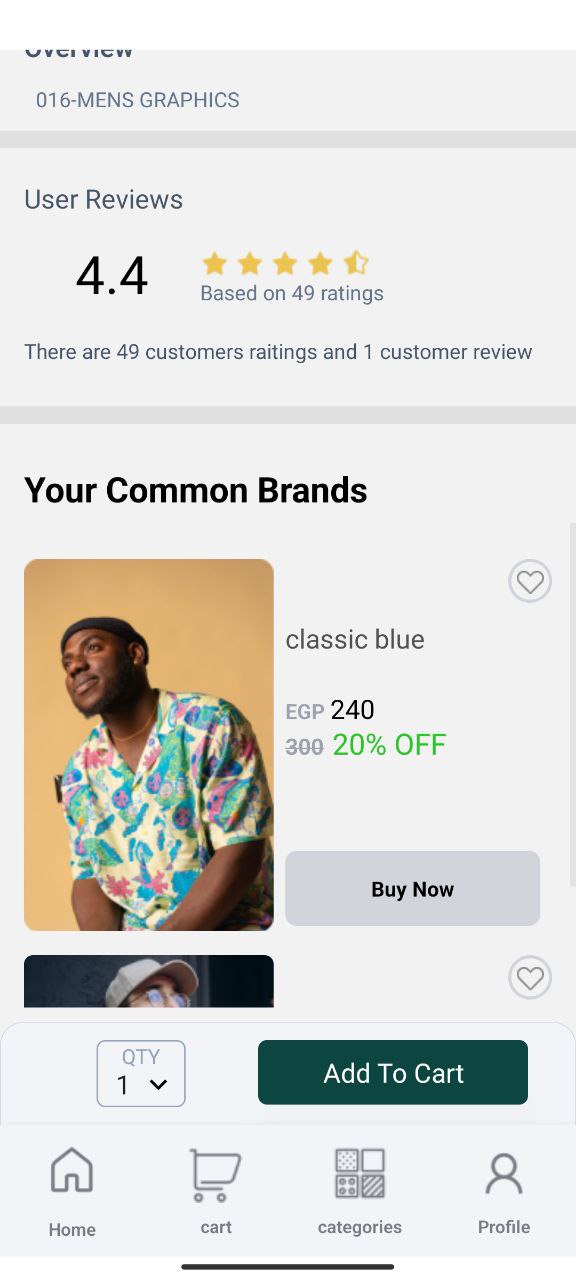 Overview
016-MENS GRAPHICS
User Reviews
4.4
Based on 49 ratings
There are 49 customers raitings and 1 customer review
Your Common Brands
classic blue
EGP 240
300 20% OFF
Buy Now
QTY
1
Add To Cart
Home
cart
categories
Profile